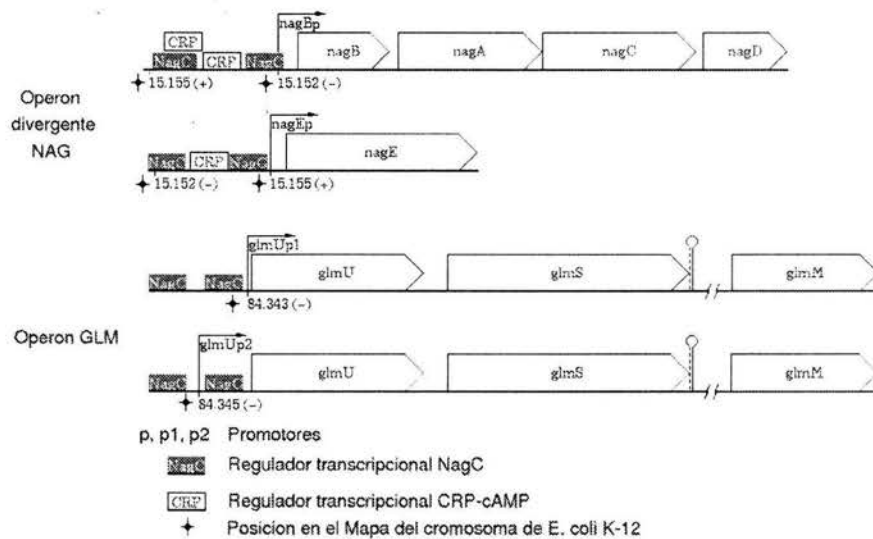 nagBp
CRP
NagC CRP NagC
nagB nagA nagC nagD
15.155 (+) 15.152 (−)
Operon
divergente
NAG
nagEp
NagC CRP NagC
nagE
15.152 (−) 15.155 (+)
glmUp1
NagC NagC
glmU glmS glmM
84.343 (−)
Operon GLM
glmUp2
NagC NagC
glmU glmS glmM
84.345 (−)
p, p1, p2 Promotores
NagC Regulador transcripcional NagC
CRP Regulador transcripcional CRP-cAMP
Posicion en el Mapa del cromosoma de E. coli K-12